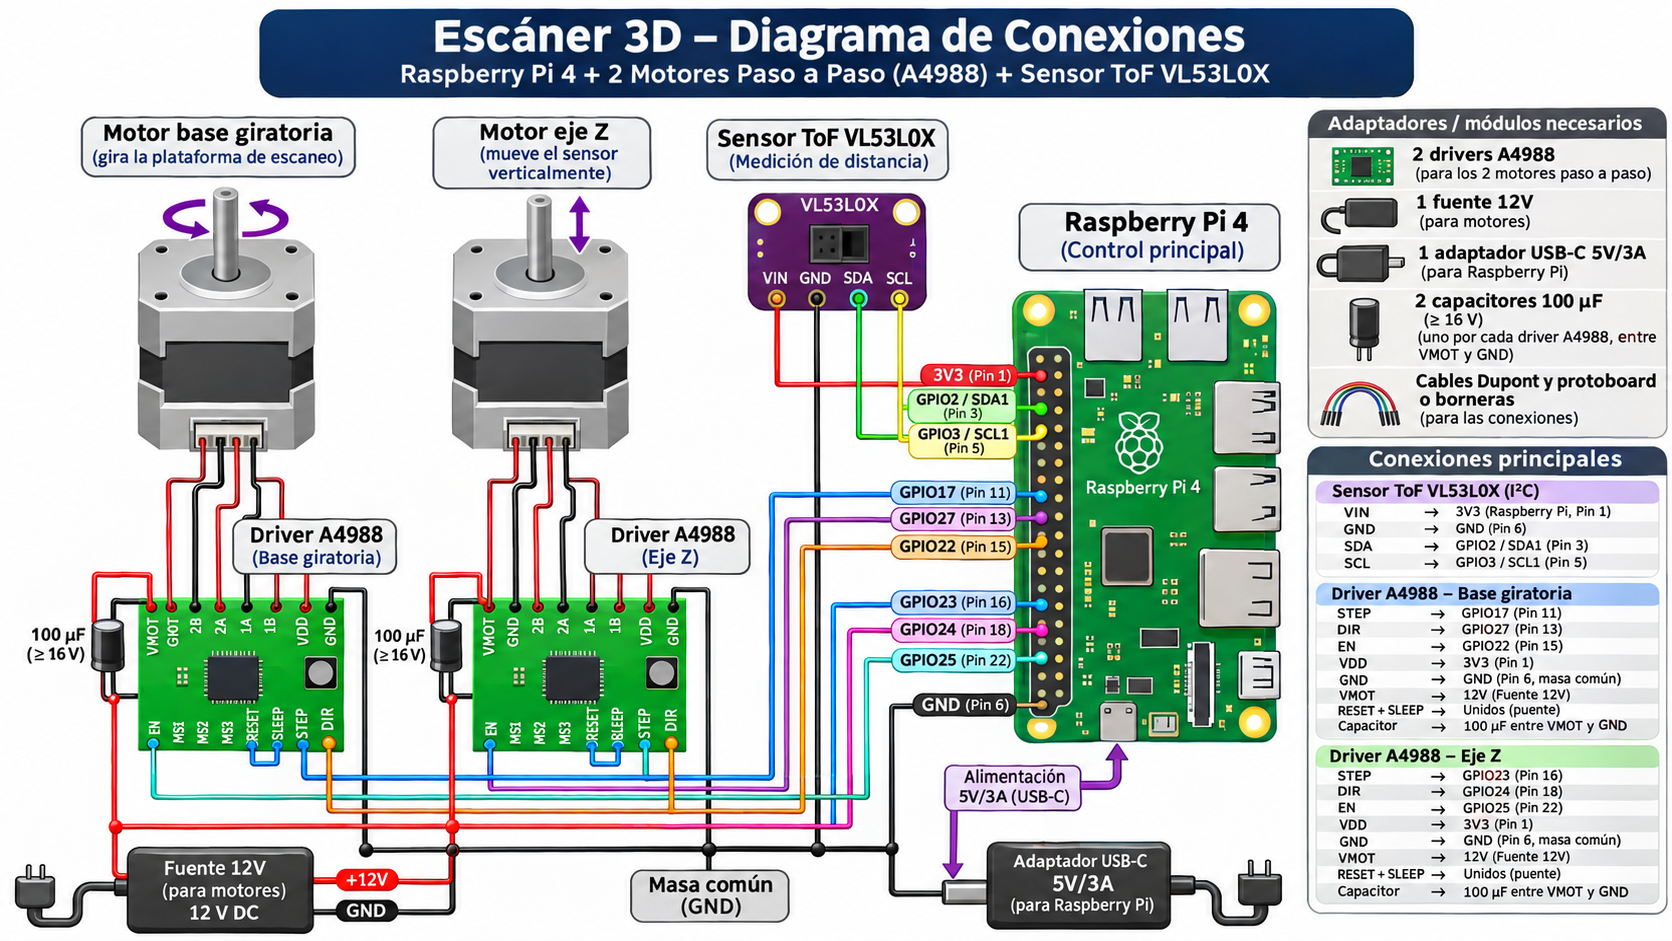 Escáner 3D – Diagrama de Conexiones
Raspberry Pi 4 + 2 Motores Paso a Paso (A4988) + Sensor ToF VL53L0X
Motor base giratoria
(gira la plataforma de escaneo)
Motor eje Z
(mueve el sensor
verticalmente)
Sensor ToF VL53L0X
(Medición de distancia)
VL53L0X
VIN GND SDA SCL
Raspberry Pi 4
(Control principal)
3V3 (Pin 1)
GPIO2 / SDA1
(Pin 3)
GPIO3 / SCL1
(Pin 5)
GPIO17 (Pin 11)
GPIO27 (Pin 13)
GPIO22 (Pin 15)
GPIO23 (Pin 16)
GPIO24 (Pin 18)
GPIO25 (Pin 22)
GND (Pin 6)
Raspberry Pi 4
Driver A4988
(Base giratoria)
Driver A4988
(Eje Z)
100 µF
(≥ 16 V)
VMOT GIOT 2B 2A 1A 1B VDD GND
EN MS1 MS2 MS3 RESET SLEEP STEP DIR
100 µF
(≥ 16 V)
VMOT GND 2B 2A 1A 1B VDD GND
EN MS1 MS2 MS3 RESET SLEEP STEP DIR
Alimentación
5V/3A (USB-C)
Fuente 12V
(para motores)
12 V DC
+12V
GND
Masa común
(GND)
Adaptador USB-C
5V/3A
(para Raspberry Pi)
Adaptadores / módulos necesarios
2 drivers A4988
(para los 2 motores paso a paso)
1 fuente 12V
(para motores)
1 adaptador USB-C 5V/3A
(para Raspberry Pi)
2 capacitores 100 µF
(≥ 16 V)
(uno por cada driver A4988, entre
VMOT y GND)
Cables Dupont y protoboard
o borneras
(para las conexiones)
Conexiones principales
Sensor ToF VL53L0X (I²C)
VIN → 3V3 (Raspberry Pi, Pin 1)
GND → GND (Pin 6)
SDA → GPIO2 / SDA1 (Pin 3)
SCL → GPIO3 / SCL1 (Pin 5)
Driver A4988 – Base giratoria
STEP → GPIO17 (Pin 11)
DIR → GPIO27 (Pin 13)
EN → GPIO22 (Pin 15)
VDD → 3V3 (Pin 1)
GND → GND (Pin 6, masa común)
VMOT → 12V (Fuente 12V)
RESET + SLEEP → Unidos (puente)
Capacitor → 100 µF entre VMOT y GND
Driver A4988 – Eje Z
STEP → GPIO23 (Pin 16)
DIR → GPIO24 (Pin 18)
EN → GPIO25 (Pin 22)
VDD → 3V3 (Pin 1)
GND → GND (Pin 6, masa común)
VMOT → 12V (Fuente 12V)
RESET + SLEEP → Unidos (puente)
Capacitor → 100 µF entre VMOT y GND